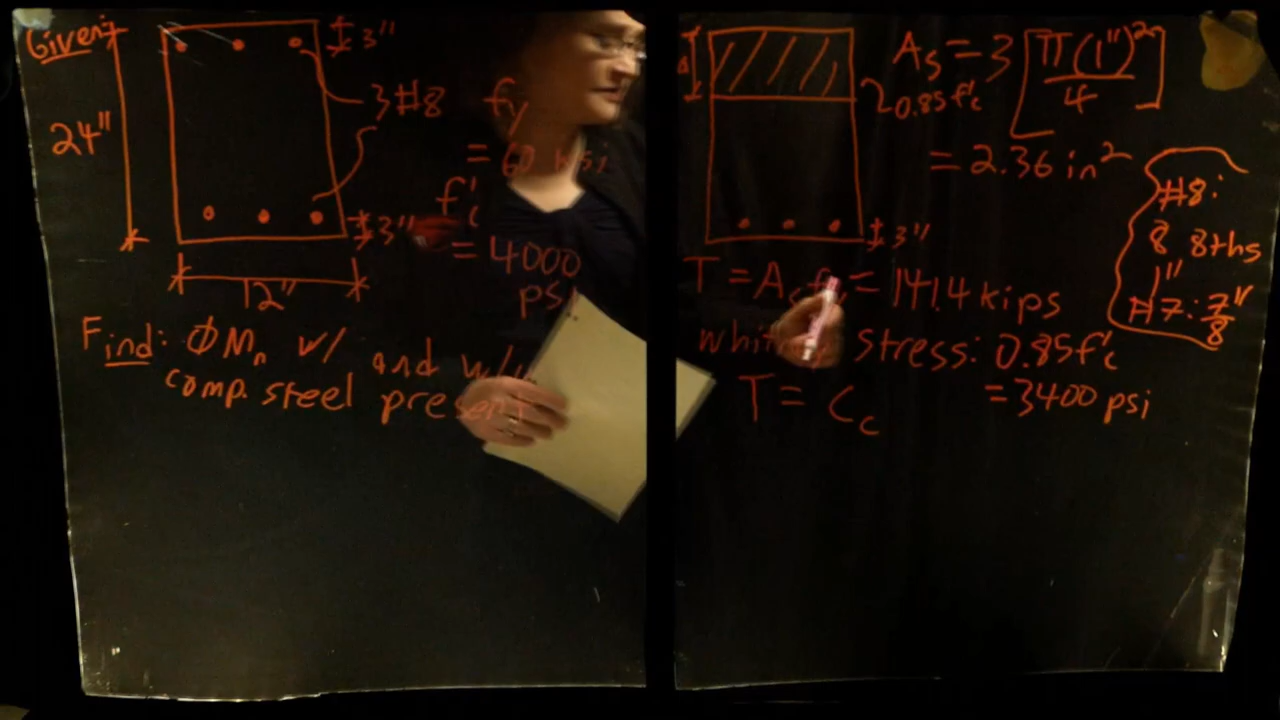 Given:
3"
24"
3 #8
fy
= 60 ksi
f'c
= 4000
psi
3"
12"
Find: ΦMn w/ and w/o
comp. steel present
a
0.85f'c
As = 3 [π(1")²/4]
= 2.36 in²
3"
#8:
8 8ths
1"
#7: 7/8"
T = As fy = 141.4 kips
stress: 0.85f'c
= 3400 psi
T = Cc